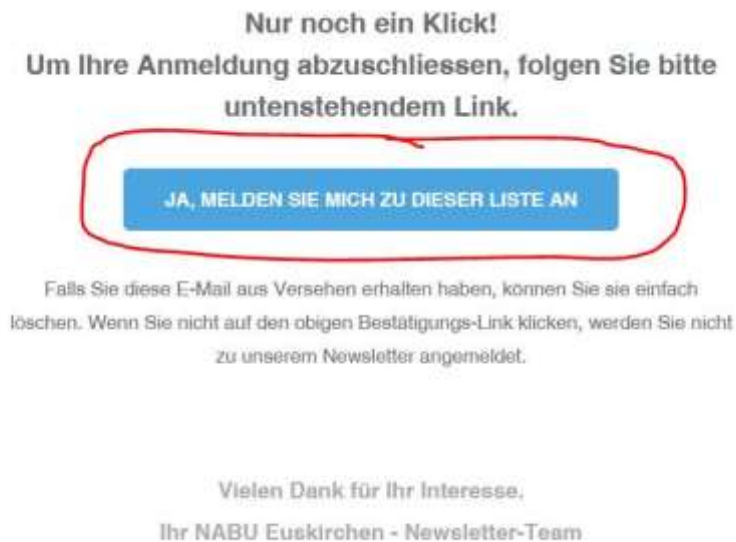 Nur noch ein Klick!
Um Ihre Anmeldung abzuschliessen, folgen Sie bitte
untenstehendem Link.
JA, MELDEN SIE MICH ZU DIESER LISTE AN
Falls Sie diese E-Mail aus Versehen erhalten haben, können Sie sie einfach
löschen. Wenn Sie nicht auf den obigen Bestätigungs-Link klicken, werden Sie nicht
zu unserem Newsletter angemeldet.
Vielen Dank für Ihr Interesse.
Ihr NABU Euskirchen - Newsletter-Team